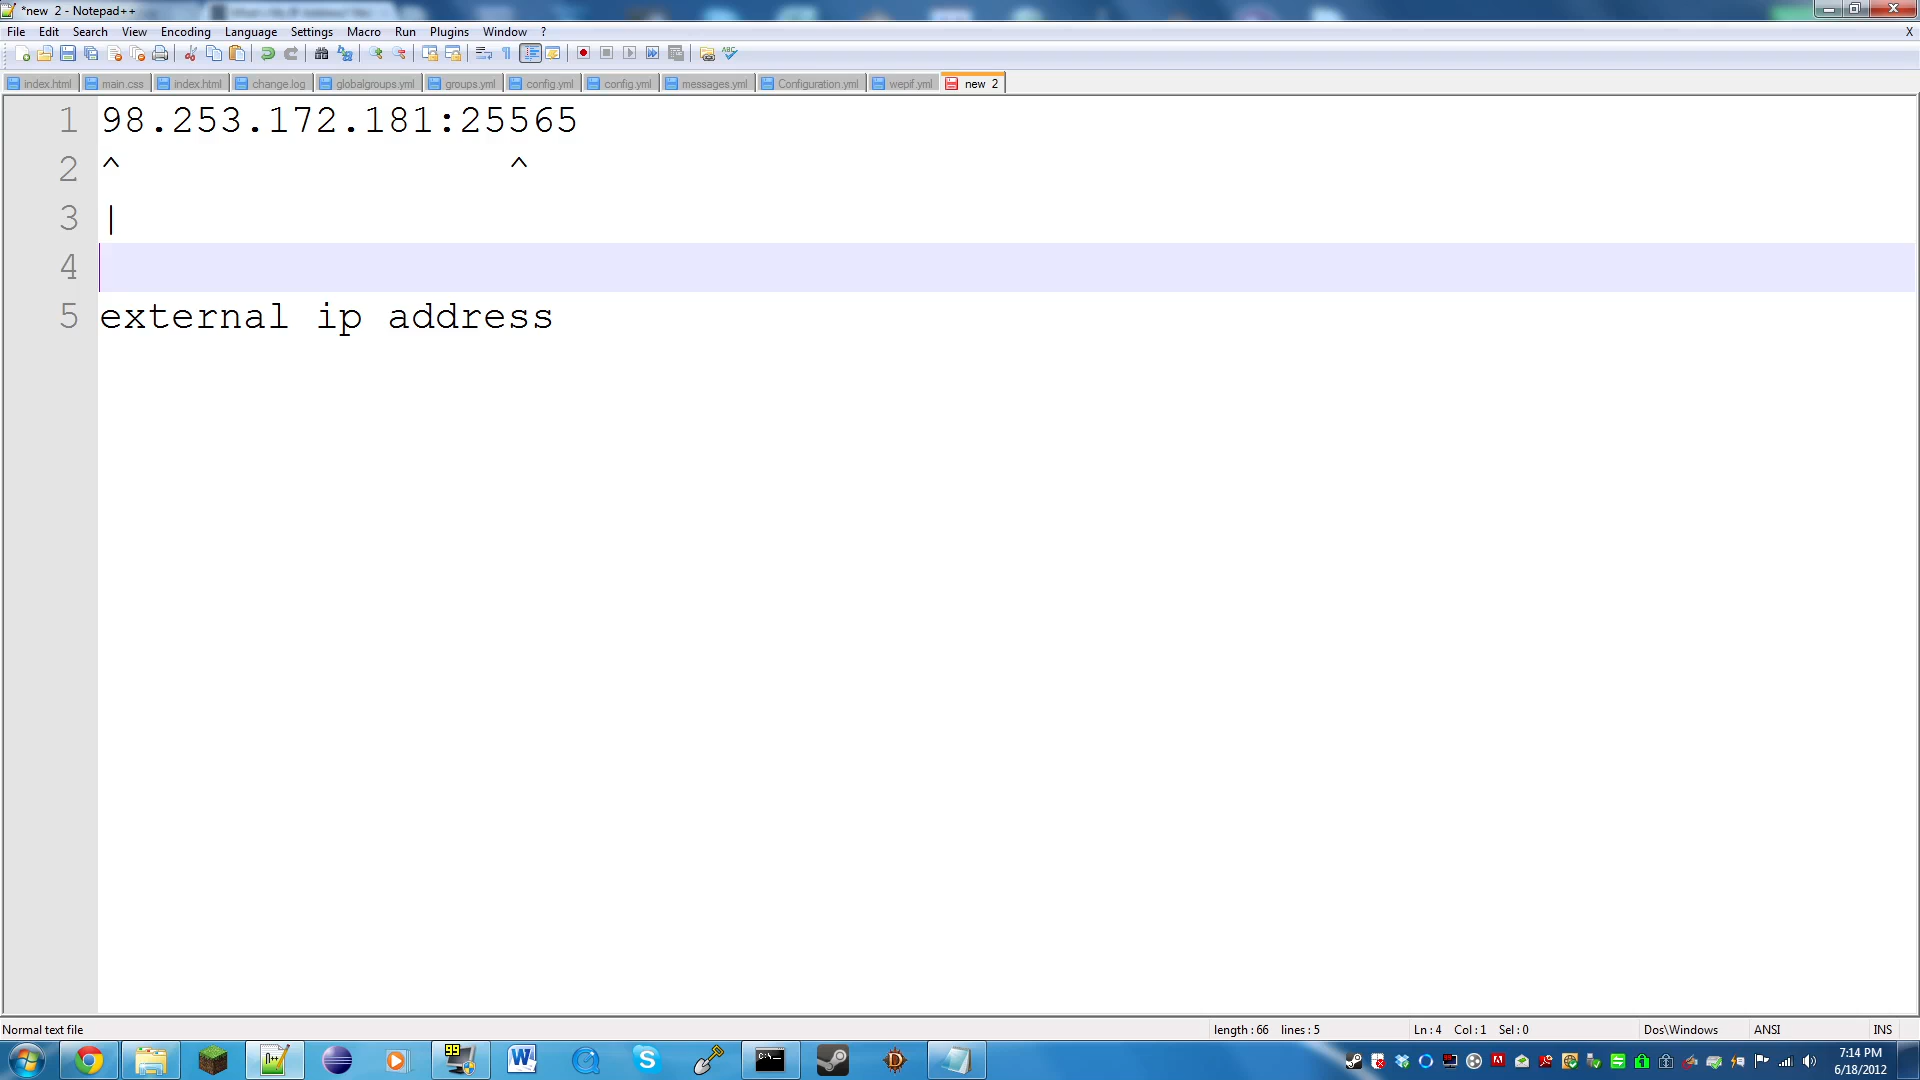 *new  2 - Notepad++
File Edit Search View Encoding Language Settings Macro Run Plugins Window ? X
index.html main.css index.html change.log globalgroups.yml groups.yml config.yml config.yml messages.yml Configuration.yml wepif.yml new 2
1 98.253.172.181:25565
2 ^ ^
3 |
4
5 external ip address
Normal text file length : 66 lines : 5 Ln : 4 Col : 1 Sel : 0 Dos\Windows ANSI INS
7:14 PM
6/18/2012